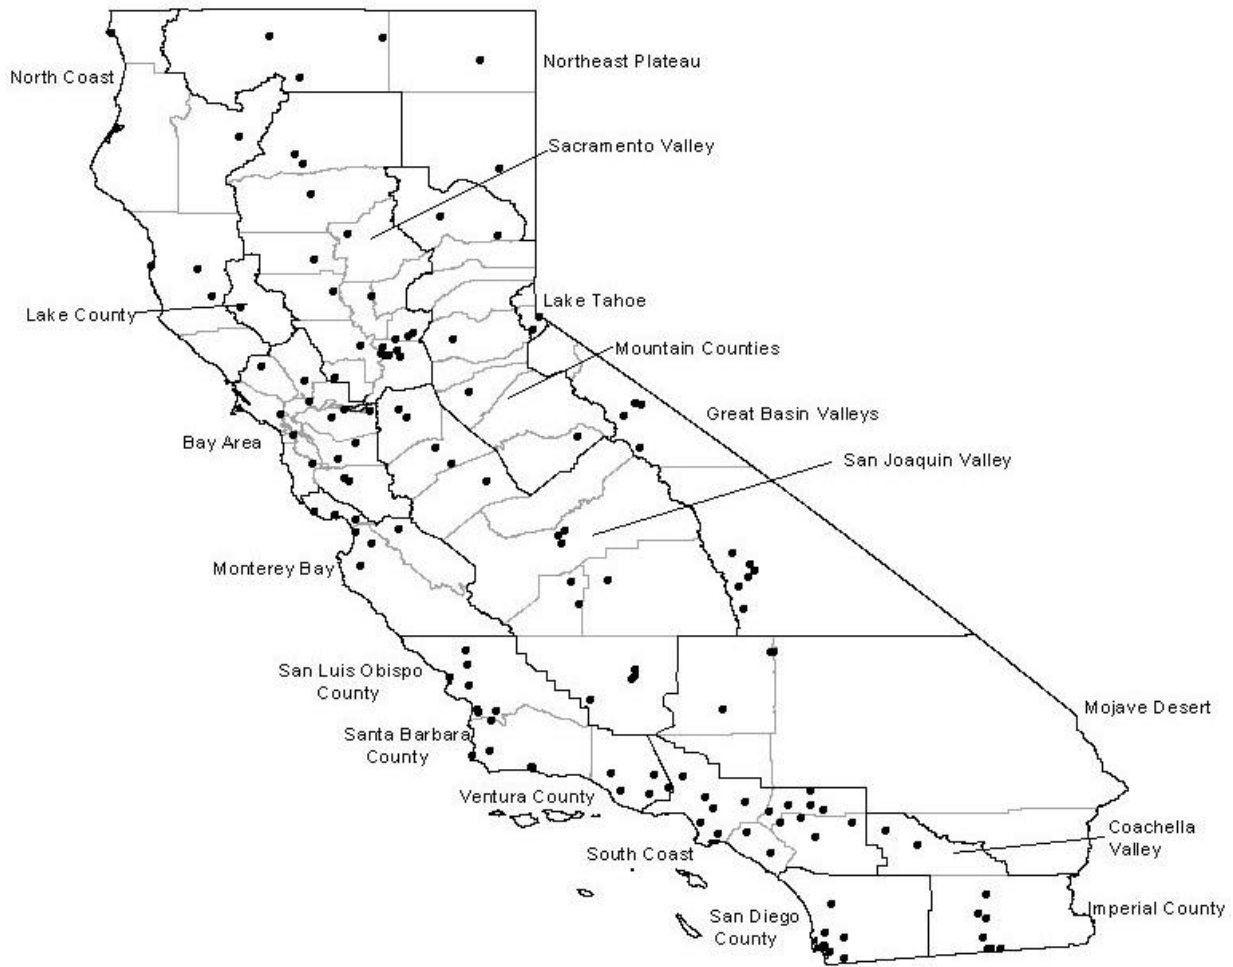 Northeast Plateau
North Coast
Sacramento Valley
Lake Tahoe
Lake County
Mountain Counties
Great Basin Valleys
Bay Area
San Joaquin Valley
Monterey Bay
San Luis Obispo
County
Mojave Desert
Santa Barbara
County
Ventura County
Coachella
Valley
South Coast
San Diego
County
Imperial County